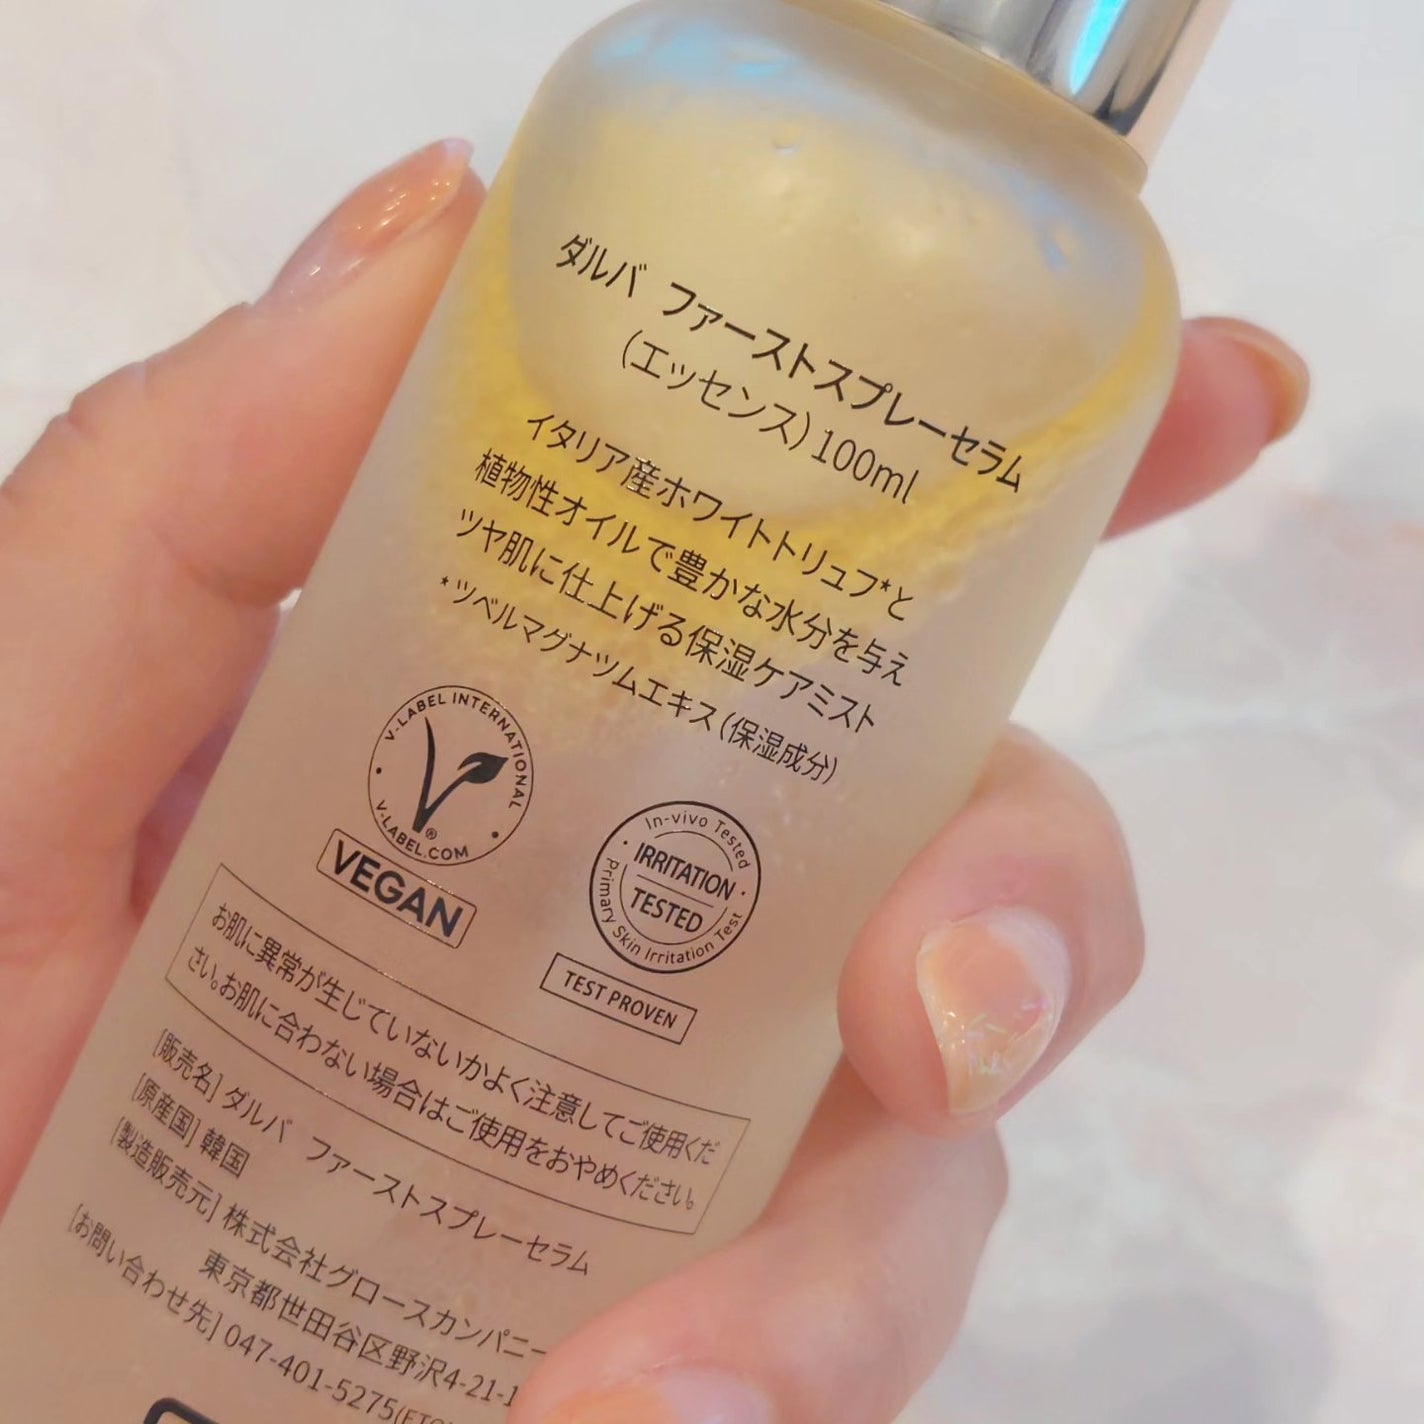 ダルバ ファーストスプレーセラム
(エッセンス)100ml
イタリア産ホワイトトリュフ*と
植物性オイルで豊かな水分を与え
ツヤ肌に仕上げる保湿ケアミスト
*ツベルマグナツムエキス(保湿成分)
V-LABEL INTERNATIONAL
V-LABEL.COM
®
VEGAN
In-vivo Tested
IRRITATION
TESTED
Primary Skin Irritation Test
TEST PROVEN
お肌に異常が生じていないかよく注意してご使用くだ
さい。お肌に合わない場合はご使用をおやめください。
[販売名] ダルバ ファーストスプレーセラム
[原産国] 韓国
[製造販売元] 株式会社グロースカンパニー
東京都世田谷区野沢4-21-1
[お問い合わせ先] 047-401-5275